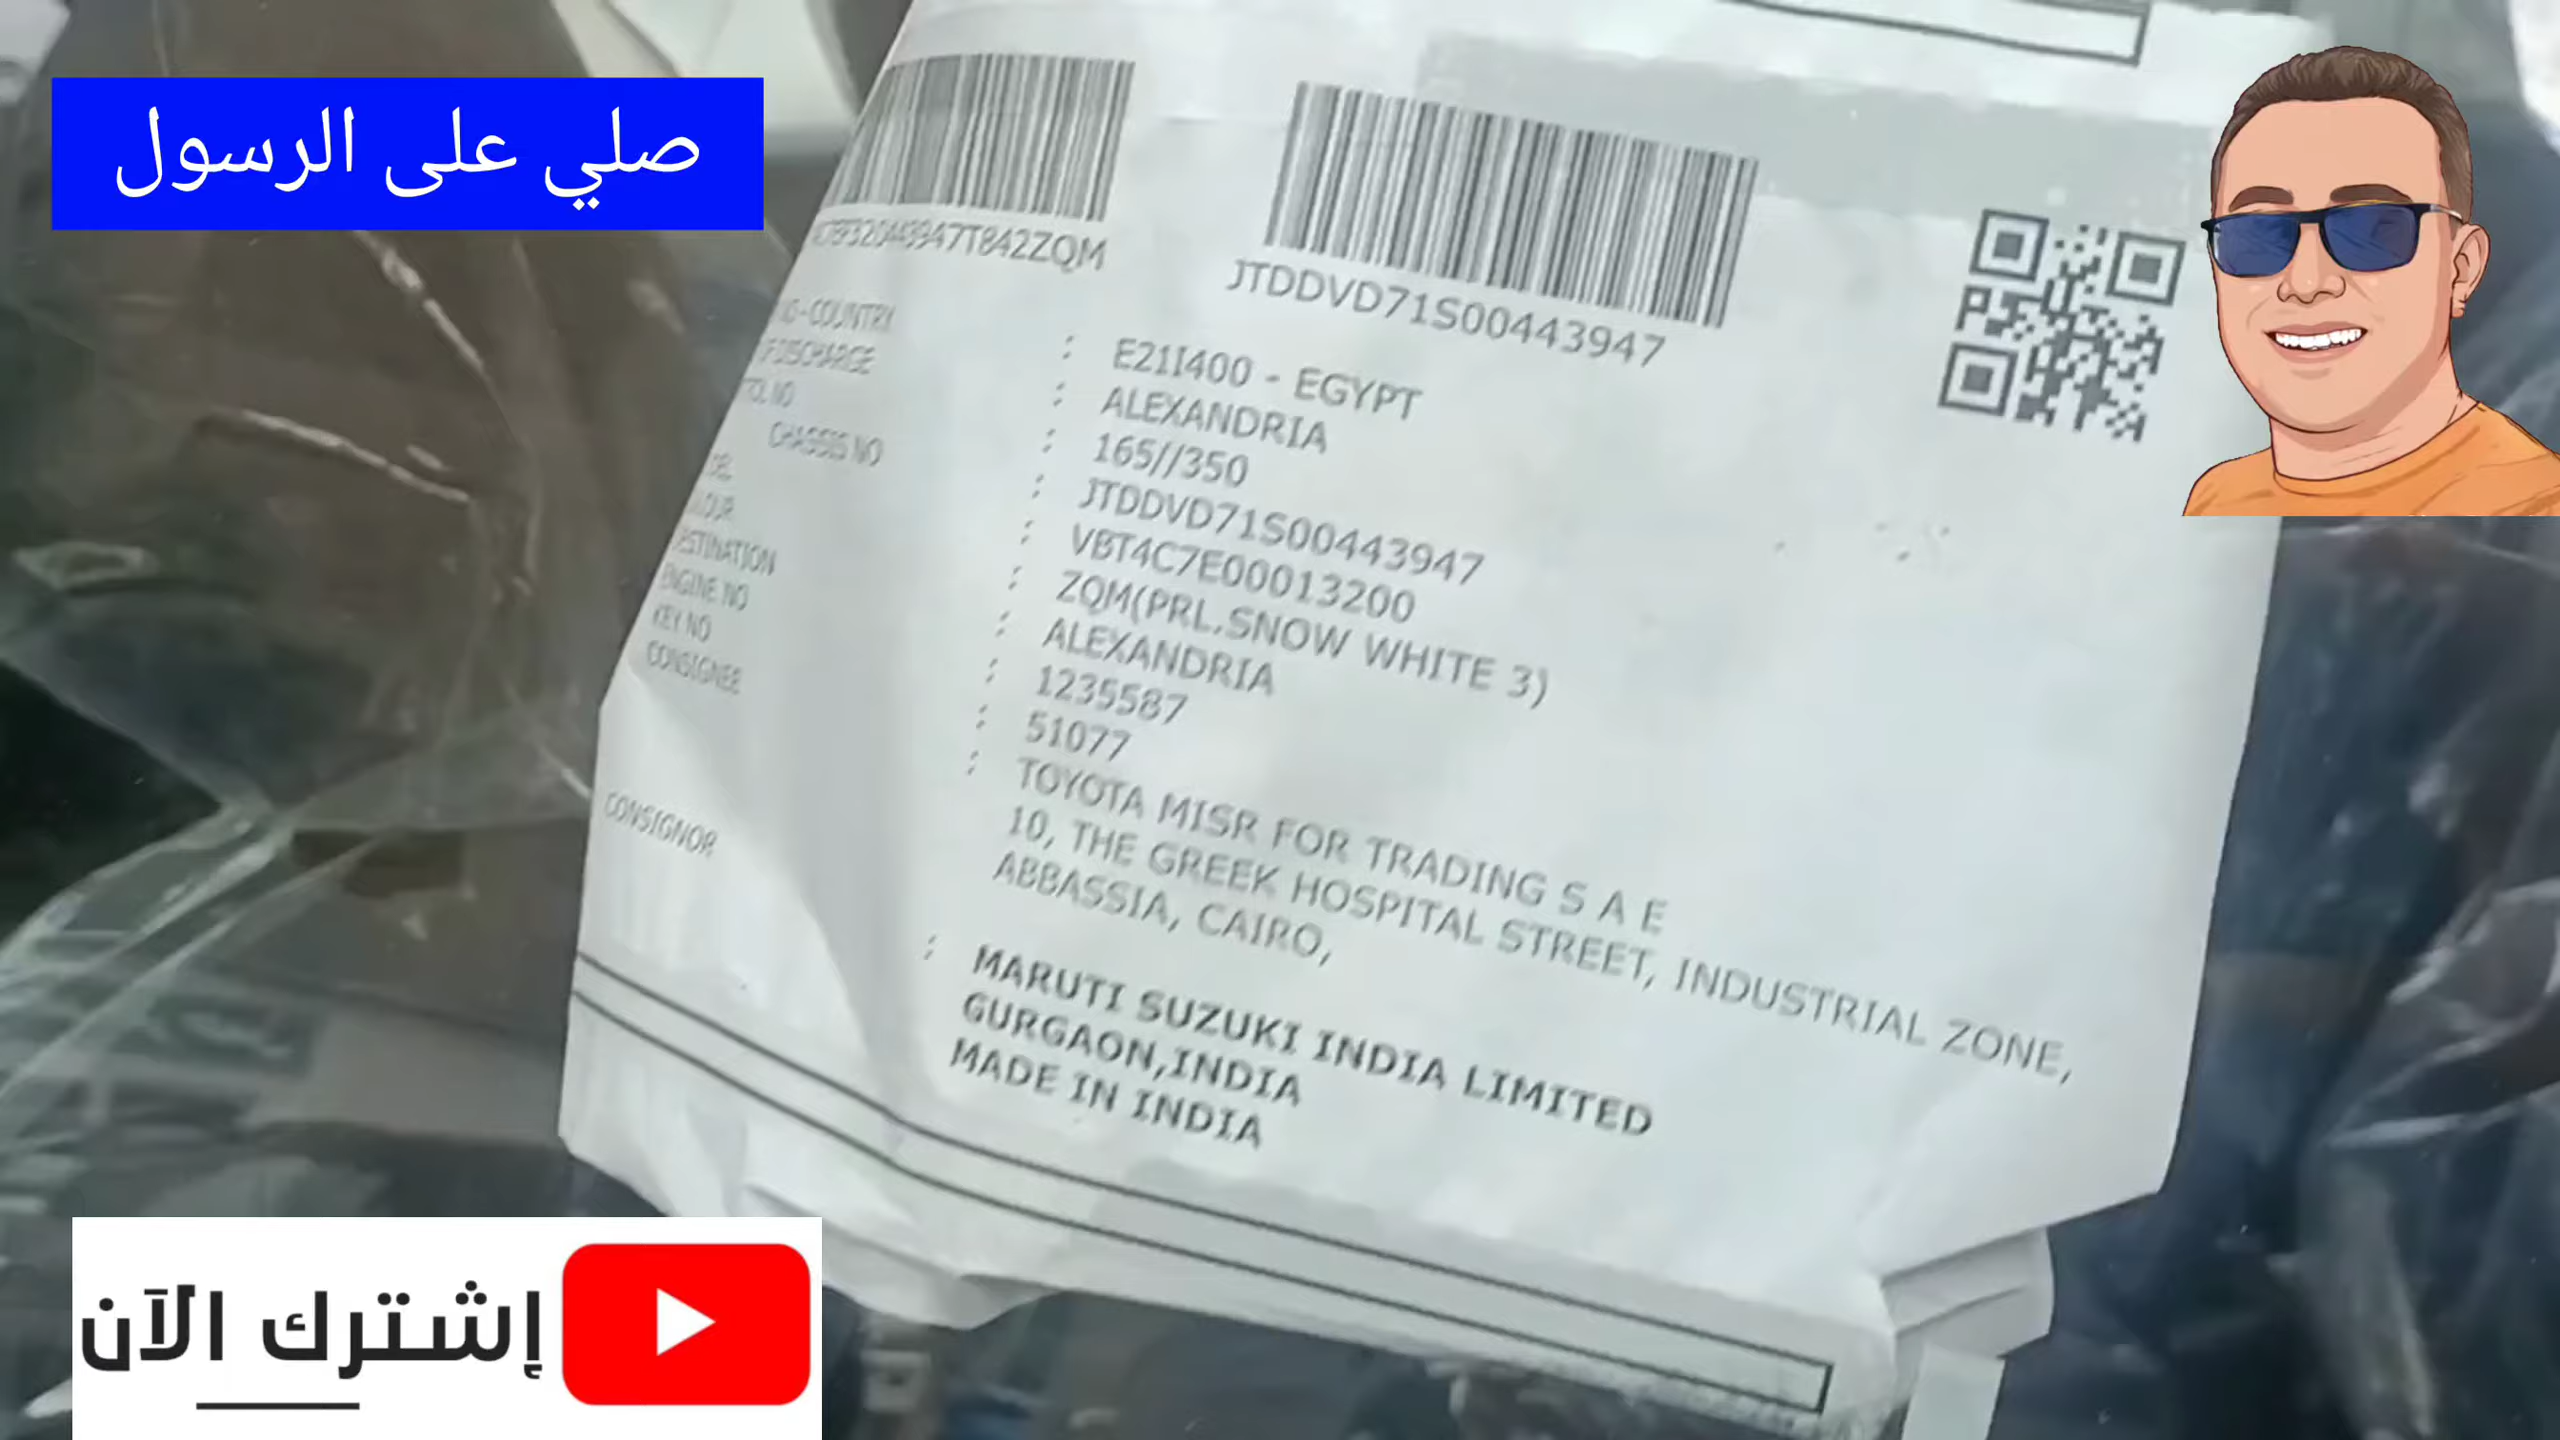 صلي على الرسول
JTDDVD71S00443947
E21I400 - EGYPT
: ALEXANDRIA
: 165//350
CHASSIS NO : JTDDVD71S00443947
: VBT4C7E00013200
: ZQM(PRL.SNOW WHITE 3)
: ALEXANDRIA
ENGINE NO : 1235587
KEY NO : 51077
CONSIGNEE : TOYOTA MISR FOR TRADING S A E
10, THE GREEK HOSPITAL STREET, INDUSTRIAL ZONE,
ABBASSIA, CAIRO,
CONSIGNOR : MARUTI SUZUKI INDIA LIMITED
GURGAON,INDIA
MADE IN INDIA
إشترك الآن